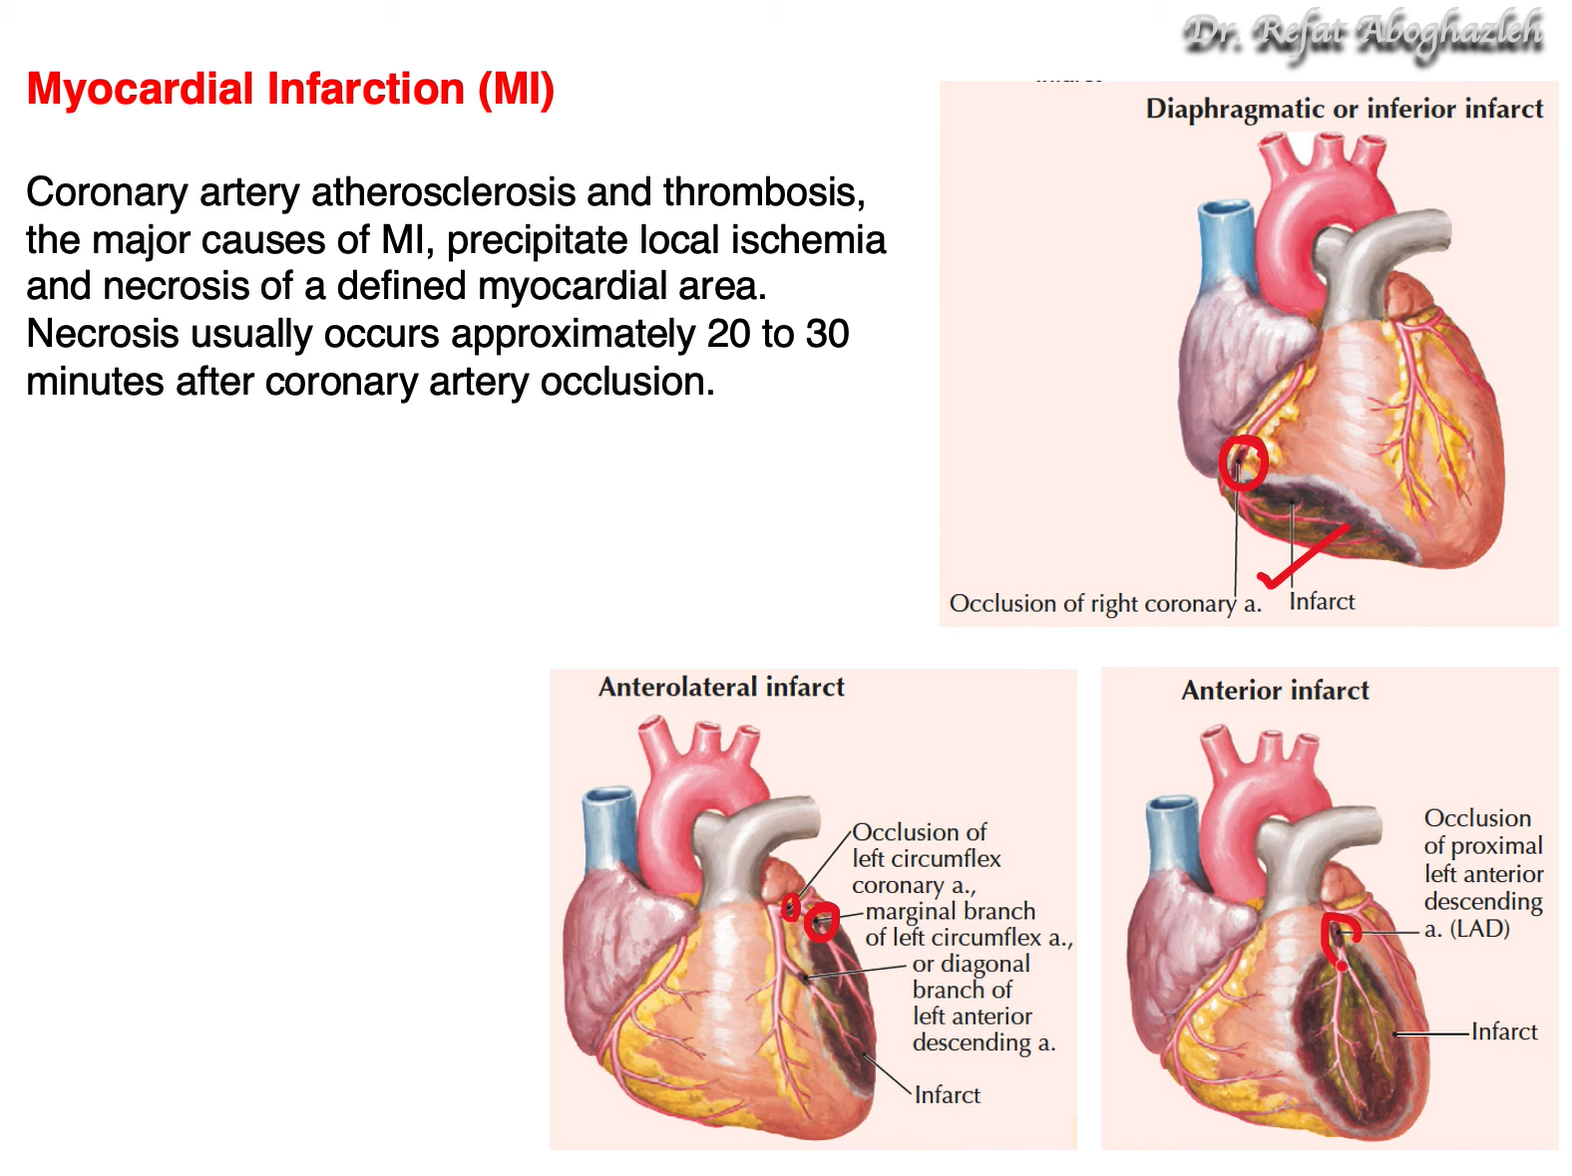 Dr. Refat Aboghazleh
Myocardial Infarction (MI)
Coronary artery atherosclerosis and thrombosis,
the major causes of MI, precipitate local ischemia
and necrosis of a defined myocardial area.
Necrosis usually occurs approximately 20 to 30
minutes after coronary artery occlusion.
Diaphragmatic or inferior infarct
Occlusion of right coronary a.
Infarct
Anterolateral infarct
Occlusion of
left circumflex
coronary a.,
marginal branch
of left circumflex a.,
or diagonal
branch of
left anterior
descending a.
Infarct
Anterior infarct
Occlusion
of proximal
left anterior
descending
a. (LAD)
Infarct